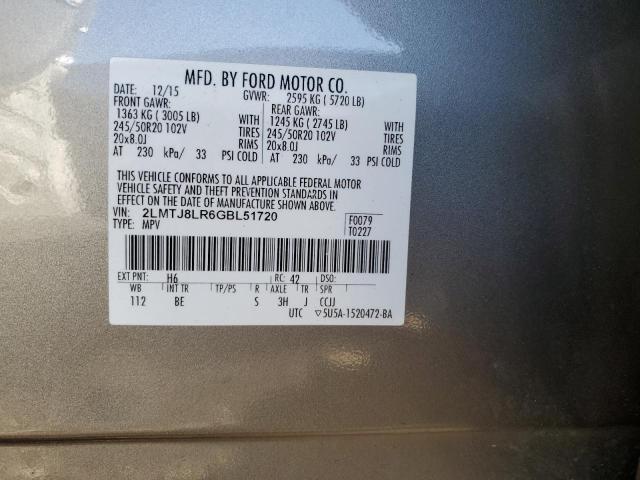 MFD. BY FORD MOTOR CO.
DATE: 12/15 GVWR: 2595 KG ( 5720 LB)
FRONT GAWR: REAR GAWR:
1363 KG ( 3005 LB) WITH 1245 KG ( 2745 LB) WITH
245/50R20 102V TIRES 245/50R20 102V TIRES
20x8.0J RIMS 20x8.0J RIMS
AT 230 kPa/ 33 PSI COLD AT 230 kPa/ 33 PSI COLD
THIS VEHICLE CONFORMS TO ALL APPLICABLE FEDERAL MOTOR
VEHICLE SAFETY AND THEFT PREVENTION STANDARDS IN
EFFECT ON THE DATE OF MANUFACTURE SHOWN ABOVE.
VIN: 2LMTJ8LR6GBL51720 F0079
TYPE: MPV T0227
EXT PNT: H6 RC: 42 DSO:
WB INT TR TP/PS R AXLE TR SPR
112 BE S 3H J CCJJ
UTC ▽5U5A-1520472-BA